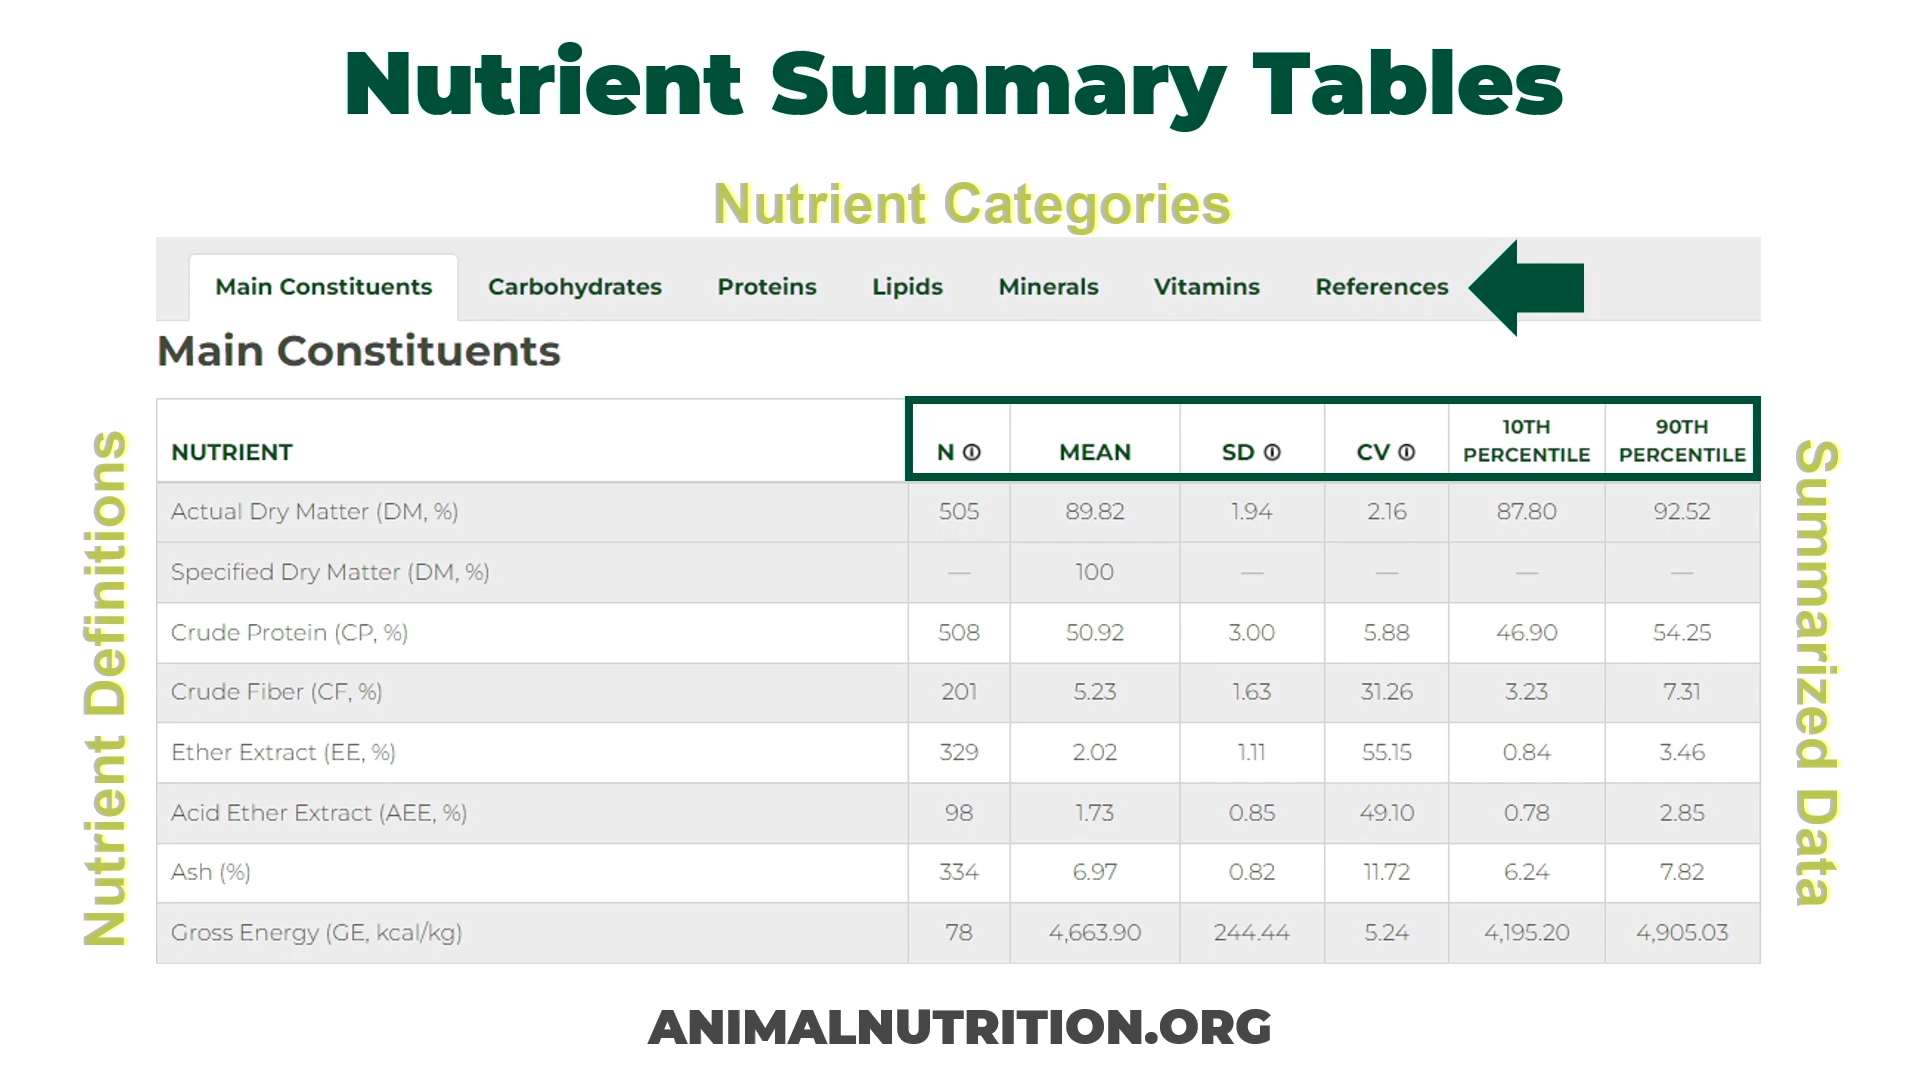 Nutrient Summary Tables
Nutrient Categories
Main Constituents Carbohydrates Proteins Lipids Minerals Vitamins References
Main Constituents
Nutrient Definitions
NUTRIENT N MEAN SD CV 10TH PERCENTILE 90TH PERCENTILE
Actual Dry Matter (DM, %) 505 89.82 1.94 2.16 87.80 92.52
Specified Dry Matter (DM, %) — 100 — — — —
Crude Protein (CP, %) 508 50.92 3.00 5.88 46.90 54.25
Crude Fiber (CF, %) 201 5.23 1.63 31.26 3.23 7.31
Ether Extract (EE, %) 329 2.02 1.11 55.15 0.84 3.46
Acid Ether Extract (AEE, %) 98 1.73 0.85 49.10 0.78 2.85
Ash (%) 334 6.97 0.82 11.72 6.24 7.82
Gross Energy (GE, kcal/kg) 78 4,663.90 244.44 5.24 4,195.20 4,905.03
Summarized Data
ANIMALNUTRITION.ORG